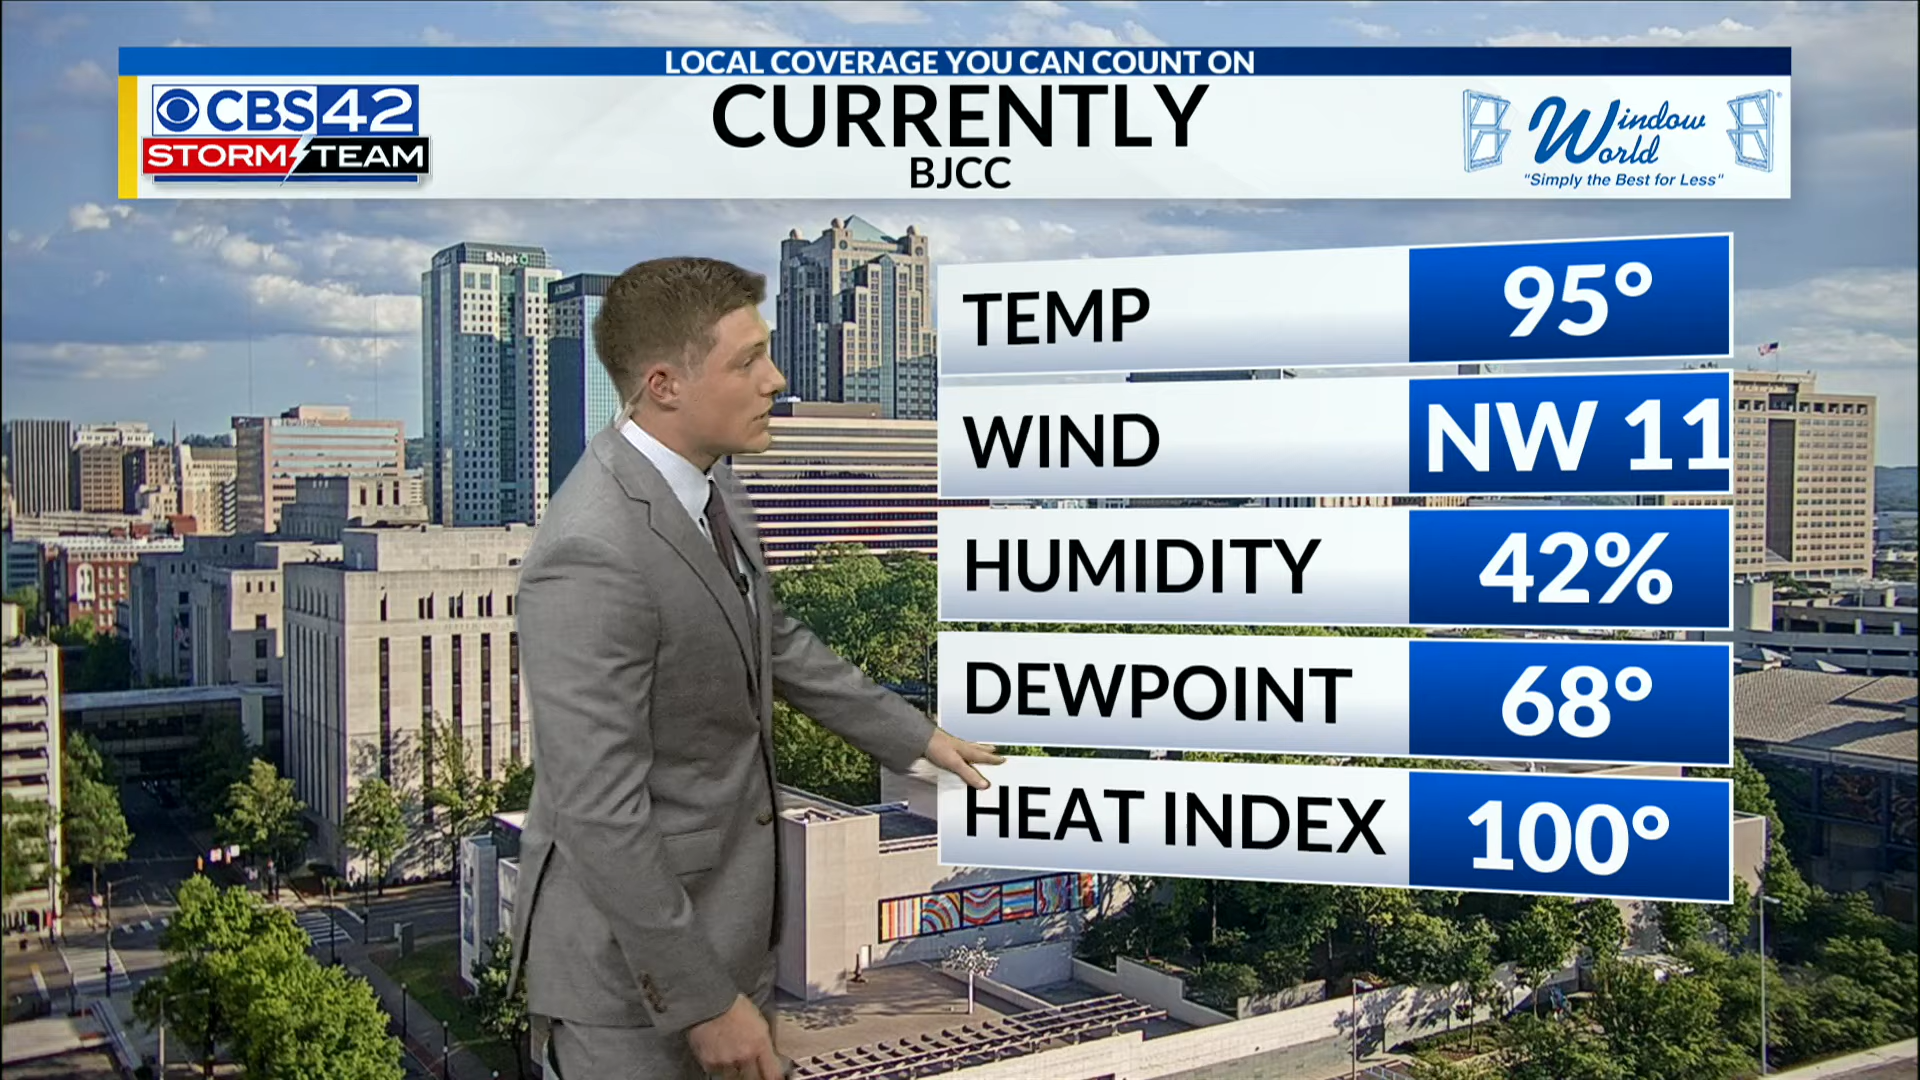 LOCAL COVERAGE YOU CAN COUNT ON
CBS 42
STORM TEAM
CURRENTLY
BJCC
Window World
®
"Simply the Best for Less"
Shipt
TEMP 95°
WIND NW 11
HUMIDITY 42%
DEWPOINT 68°
HEAT INDEX 100°